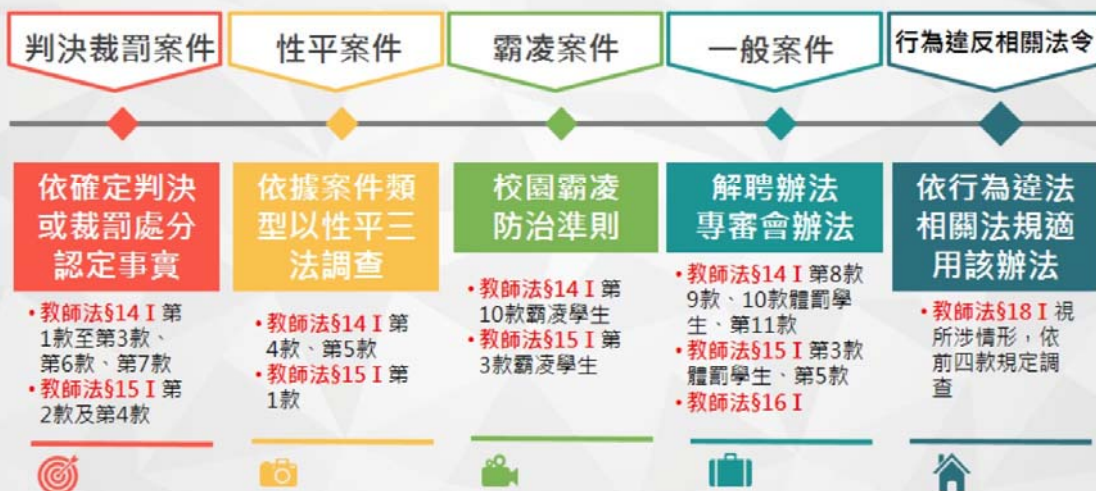 判決裁罰案件
性平案件
霸凌案件
一般案件
行為違反相關法令
依確定判決
或裁罰處分
認定事實
•教師法§14 I 第
1款至第3款、
第6款、第7款
•教師法§15 I 第
2款及第4款
依據案件類
型以性平三
法調查
•教師法§14 I 第
4款、第5款
•教師法§15 I 第
1款
校園霸凌
防治準則
•教師法§14 I 第
10款霸凌學生
•教師法§15 I 第
3款霸凌學生
解聘辦法
專審會辦法
•教師法§14 I 第8款
9款、10款體罰學
生、第11款
•教師法§15 I 第3款
體罰學生、第5款
•教師法§16 I
依行為違法
相關法規適
用該辦法
•教師法§18 I 視
所涉情形，依
前四款規定調
查